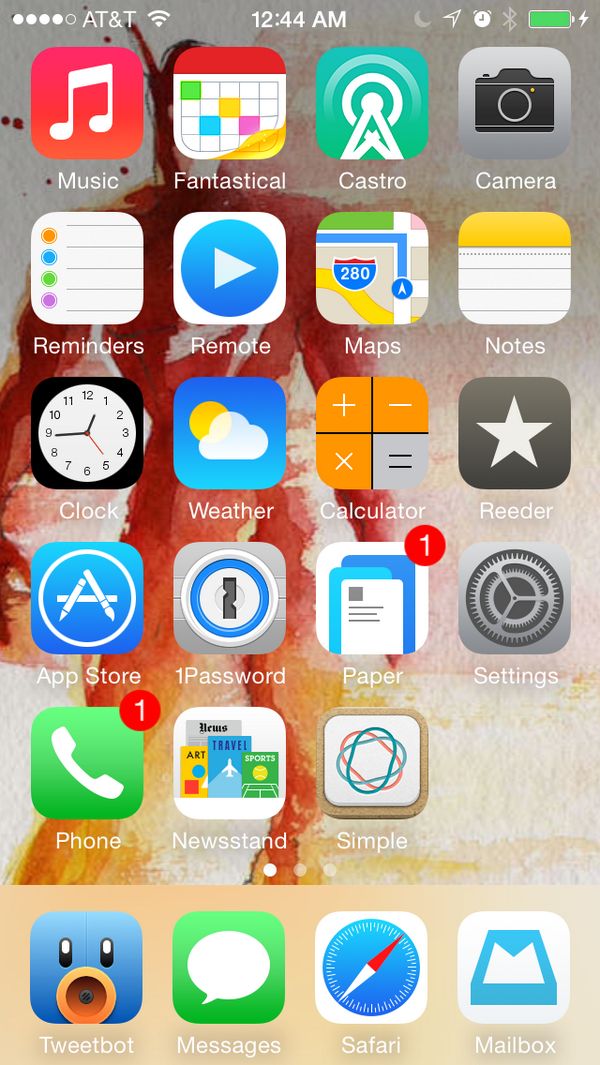 AT&T 12:44 AM
Music Fantastical Castro Camera
280
Reminders Remote Maps Notes
11 12 1
10 2
9 3
8 4
7 6 5
Clock Weather Calculator Reeder
1
App Store 1Password Paper Settings
1
News
TRAVEL
ART SPORTS
Phone Newsstand Simple
Tweetbot Messages Safari Mailbox